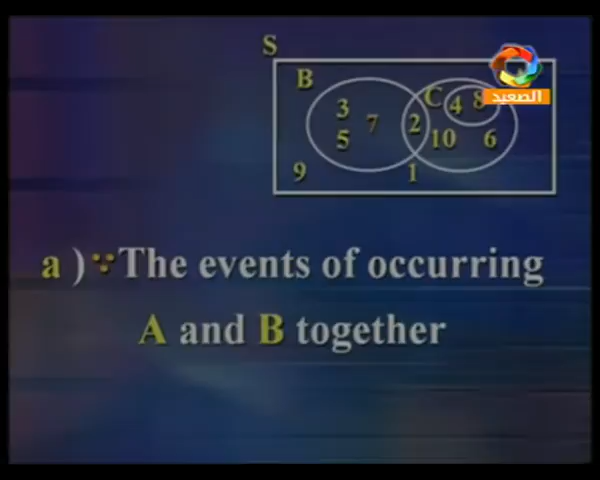 S
B
C
3
7
2
4
8
5
10
6
9
1
الصعيد
a ) ∵ The events of occurring
A and B together